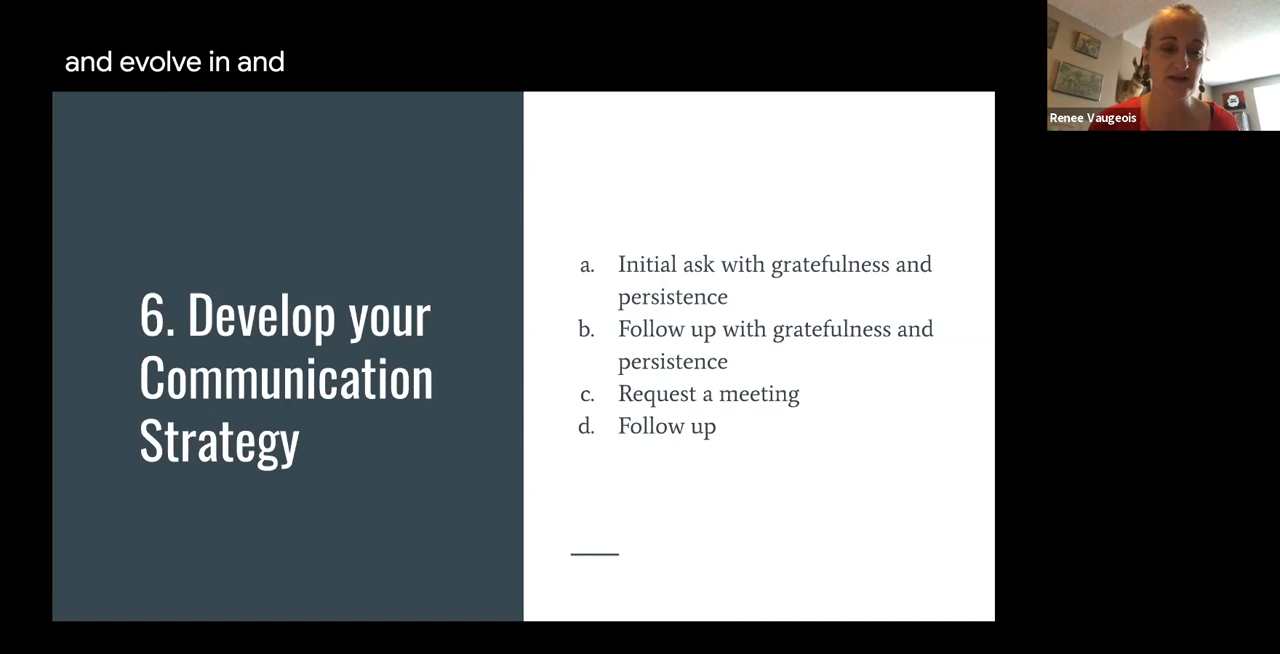 and evolve in and
Renee Vaugeois
6. Develop your
Communication
Strategy
a. Initial ask with gratefulness and
persistence
b. Follow up with gratefulness and
persistence
c. Request a meeting
d. Follow up